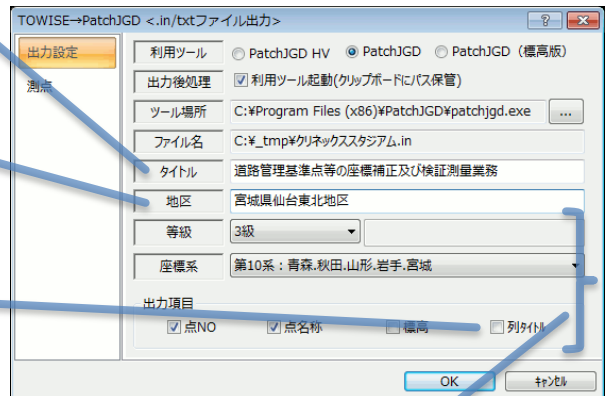 TOWISE→PatchJGD <.in/txtファイル出力>
出力設定
測点
利用ツール
PatchJGD HV
PatchJGD
PatchJGD（標高版）
出力後処理
利用ツール起動(クリップボードにパス保管)
ツール場所
C:¥Program Files (x86)¥PatchJGD¥patchjgd.exe
...
ファイル名
C:¥_tmp¥クリネックススタジアム.in
タイトル
道路管理基準点等の座標補正及び検証測量業務
地区
宮城県仙台東北地区
等級
3級
座標系
第10系：青森.秋田.山形.岩手.宮城
出力項目
点NO
点名称
標高
列タイトル
OK
キャンセル